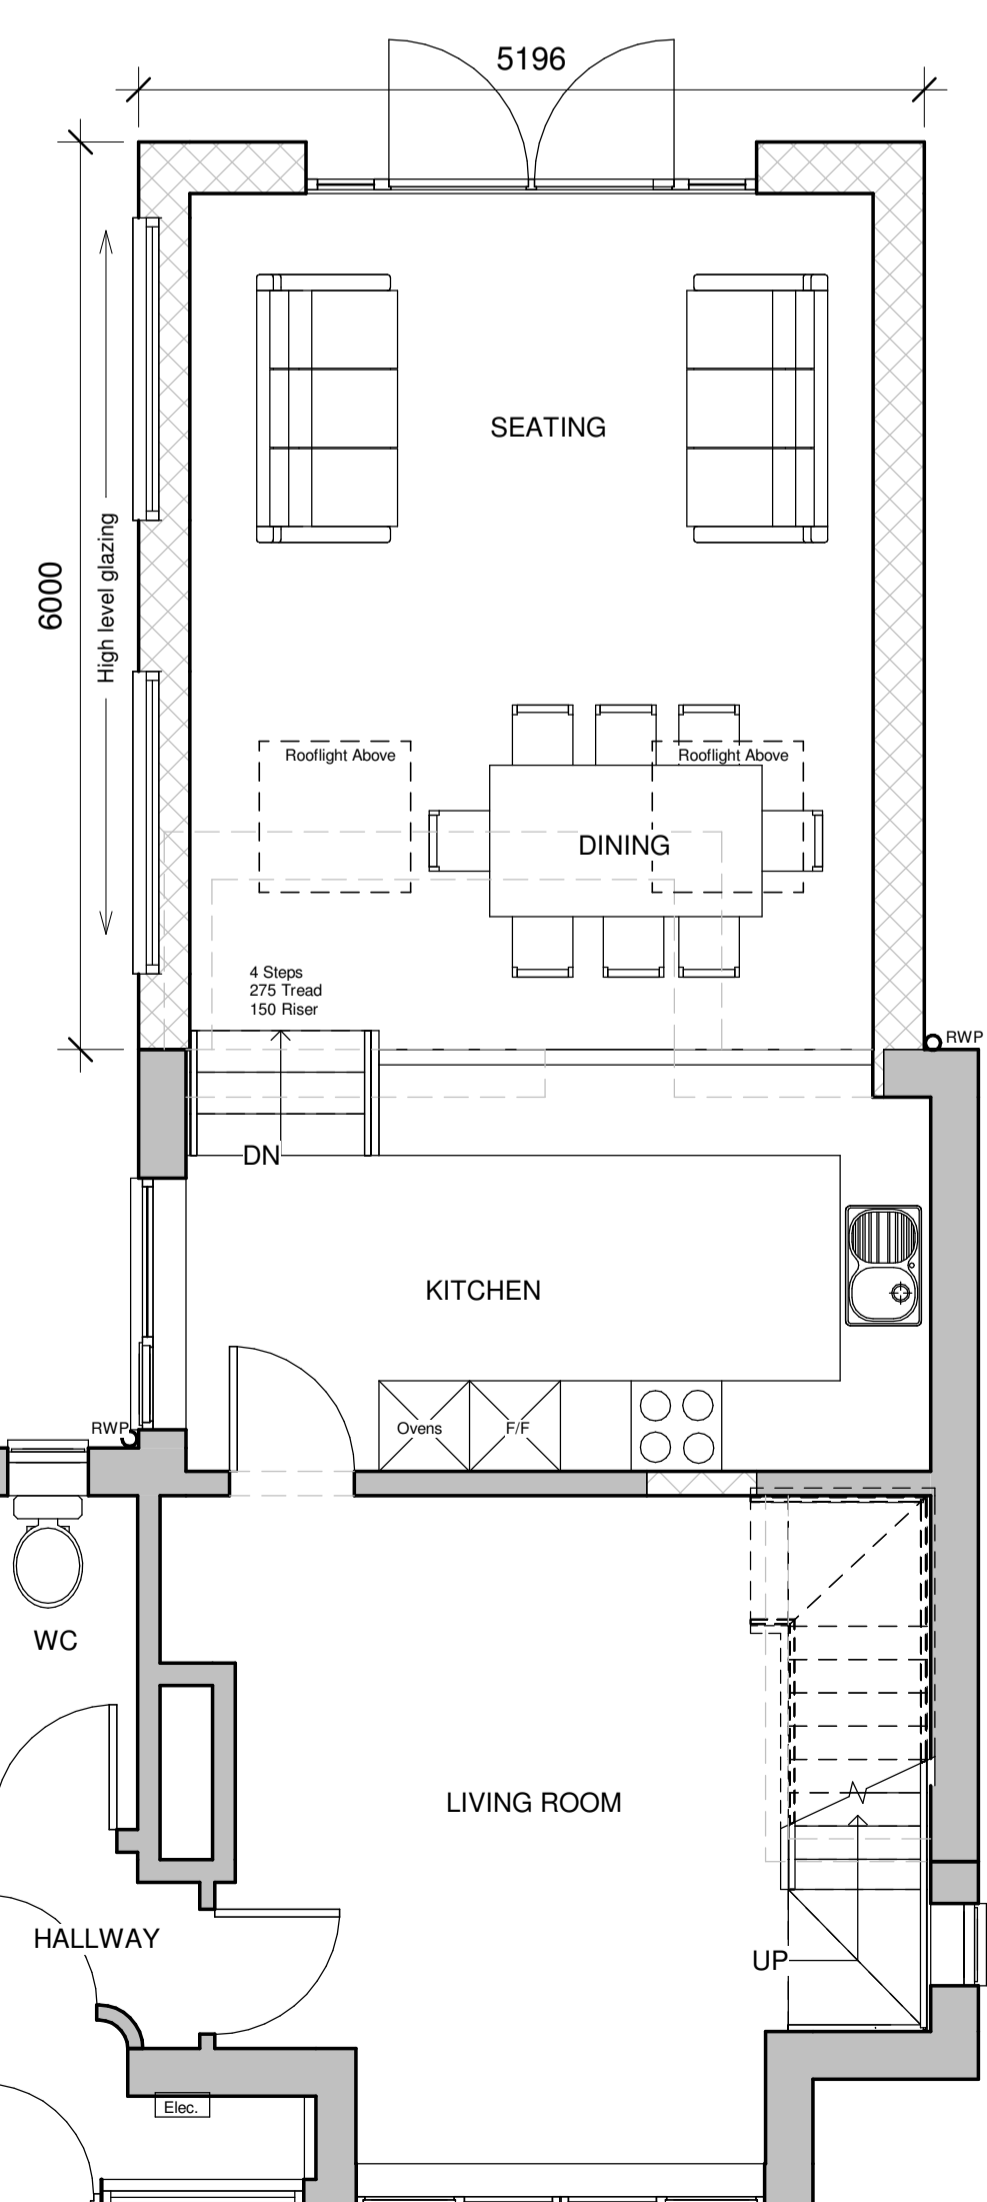 5196
6000
High level glazing
SEATING
Rooflight Above
Rooflight Above
DINING
4 Steps
275 Tread
150 Riser
RWP
DN
KITCHEN
RWP
Ovens
F/F
WC
LIVING ROOM
HALLWAY
UP
Elec.